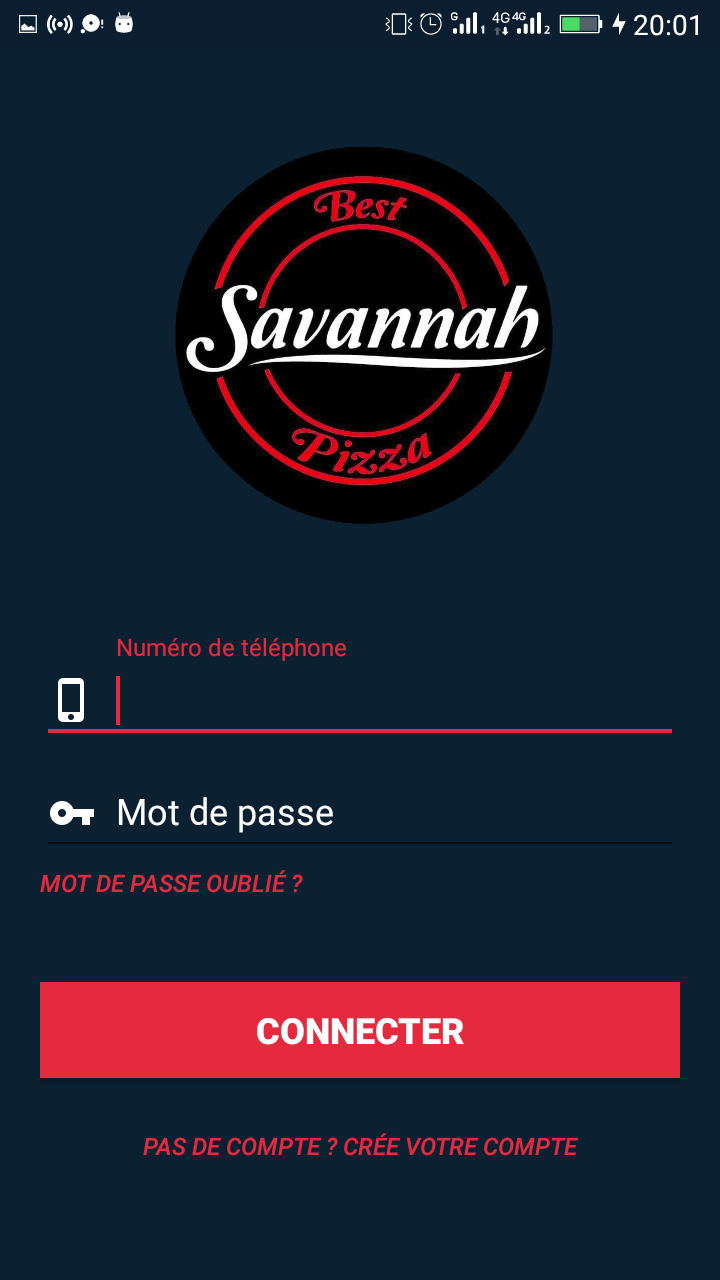 G 1 4G 4G 2 20:01
Best
Savannah
Pizza
Numéro de téléphone
Mot de passe
MOT DE PASSE OUBLIÉ ?
CONNECTER
PAS DE COMPTE ? CRÉE VOTRE COMPTE